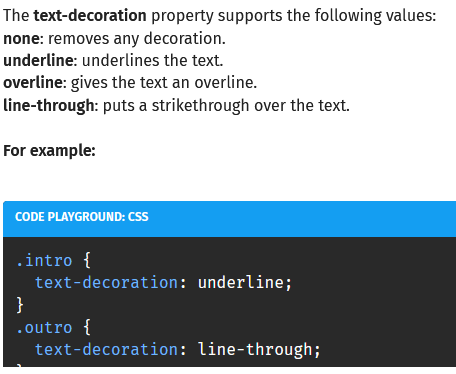 The text-decoration property supports the following values:
none: removes any decoration.
underline: underlines the text.
overline: gives the text an overline.
line-through: puts a strikethrough over the text.
For example:
CODE PLAYGROUND: CSS
.intro {
  text-decoration: underline;
}
.outro {
  text-decoration: line-through;
}